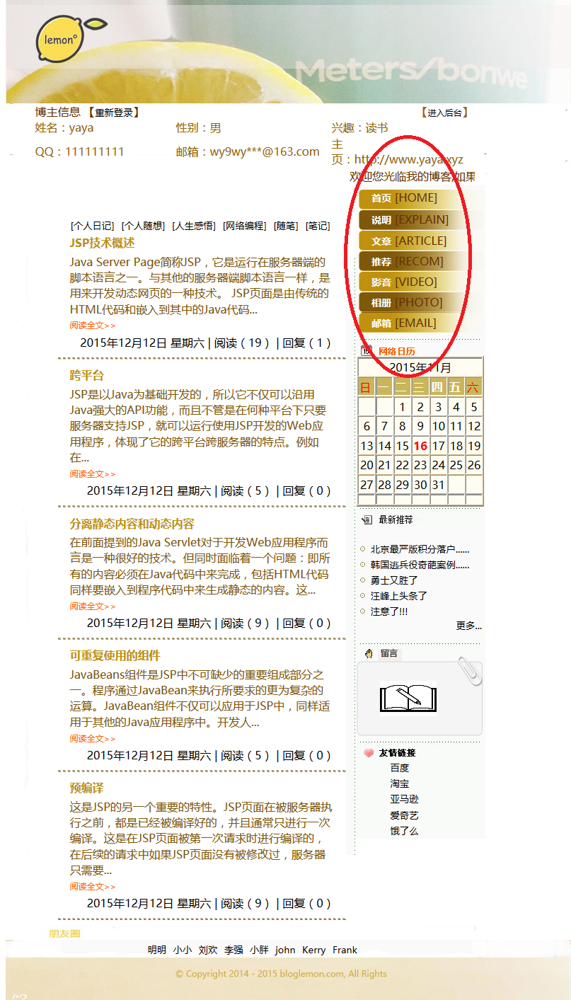 lemon°
Meters/bonwe
博主信息 【重新登录】 【进入后台】
姓名：yaya 性别：男 兴趣：读书
QQ：111111111 邮箱：wy9wy***@163.com 主
页：http://www.yaya.xyz
欢迎您光临我的博客,如果
[个人日记] [个人随想] [人生感悟] [网络编程] [随笔] [笔记]
JSP技术概述
Java Server Page简称JSP，它是运行在服务器端的
脚本语言之一。与其他的服务器端脚本语言一样，是
用来开发动态网页的一种技术。 JSP页面是由传统的
HTML代码和嵌入到其中的Java代码...
阅读全文>>
2015年12月12日 星期六 | 阅读（19） | 回复（1）
跨平台
JSP是以Java为基础开发的，所以它不仅可以沿用
Java强大的API功能，而且不管是在何种平台下只要
服务器支持JSP，就可以运行使用JSP开发的Web应
用程序，体现了它的跨平台跨服务器的特点。例如
在...
阅读全文>>
2015年12月12日 星期六 | 阅读（5） | 回复（0）
分离静态内容和动态内容
在前面提到的Java Servlet对于开发Web应用程序而
言是一种很好的技术。但同时面临着一个问题：即所
有的内容必须在Java代码中来完成，包括HTML代码
同样要嵌入到程序代码中来生成静态的内容。这...
阅读全文>>
2015年12月12日 星期六 | 阅读（9） | 回复（0）
可重复使用的组件
JavaBeans组件是JSP中不可缺少的重要组成部分之
一。程序通过JavaBean来执行所要求的更为复杂的
运算。JavaBean组件不仅可以应用于JSP中，同样适
用于其他的Java应用程序中。开发人...
阅读全文>>
2015年12月12日 星期六 | 阅读（5） | 回复（0）
预编译
这是JSP的另一个重要的特性。JSP页面在被服务器执
行之前，都是已经被编译好的，并且通常只进行一次
编译。这是在JSP页面被第一次请求时进行编译的，
在后续的请求中如果JSP页面没有被修改过，服务器
只需要...
阅读全文>>
2015年12月12日 星期六 | 阅读（9） | 回复（0）
首页 [HOME]
说明 [EXPLAIN]
文章 [ARTICLE]
推荐 [RECOM]
影音 [VIDEO]
相册 [PHOTO]
邮箱 [EMAIL]
网络日历
2015年11月
日 一 二 三 四 五 六
1 2 3 4 5
6 7 8 9 10 11 12
13 14 15 16 17 18 19
20 21 22 23 24 25 26
27 28 29 30 31
最新推荐
北京最严版积分落户......
韩国逃兵役奇葩案例......
勇士又胜了
汪峰上头条了
注意了!!!
更多...
留言
友情链接
百度
淘宝
亚马逊
爱奇艺
饿了么
朋友圈
明明 小小 刘欢 李强 小胖 john Kerry Frank
© Copyright 2014 - 2015 bloglemon.com, All Rights